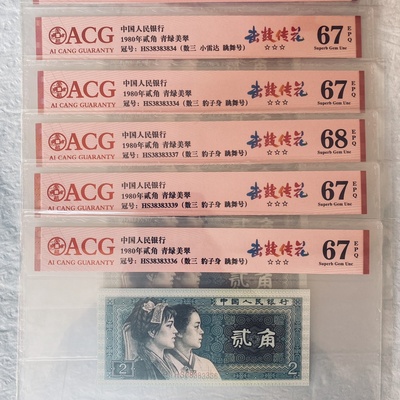 ACG
AI CANG GUARANTY
中国人民银行
1980年贰角 青绿美翠
冠号：HS38383834（数三 小雷达 跳舞号）
击鼓传花
☆☆☆
67 EPQ
Superb Gem Unc
ACG
AI CANG GUARANTY
中国人民银行
1980年贰角 青绿美翠
冠号：HS38383334（数三 豹子身 跳舞号）
击鼓传花
☆☆☆
67 EPQ
Superb Gem Unc
ACG
AI CANG GUARANTY
中国人民银行
1980年贰角 青绿美翠
冠号：HS38383337（数三 豹子身 跳舞号）
击鼓传花
☆☆☆
68 EPQ
Superb Gem Unc
ACG
AI CANG GUARANTY
中国人民银行
1980年贰角 青绿美翠
冠号：HS38383339（数三 豹子身 跳舞号）
击鼓传花
☆☆☆
67 EPQ
Superb Gem Unc
ACG
AI CANG GUARANTY
中国人民银行
1980年贰角 青绿美翠
冠号：HS38383336（数三 豹子身 跳舞号）
击鼓传花
☆☆☆
67 EPQ
Superb Gem Unc
中国人民银行
贰角
2
2